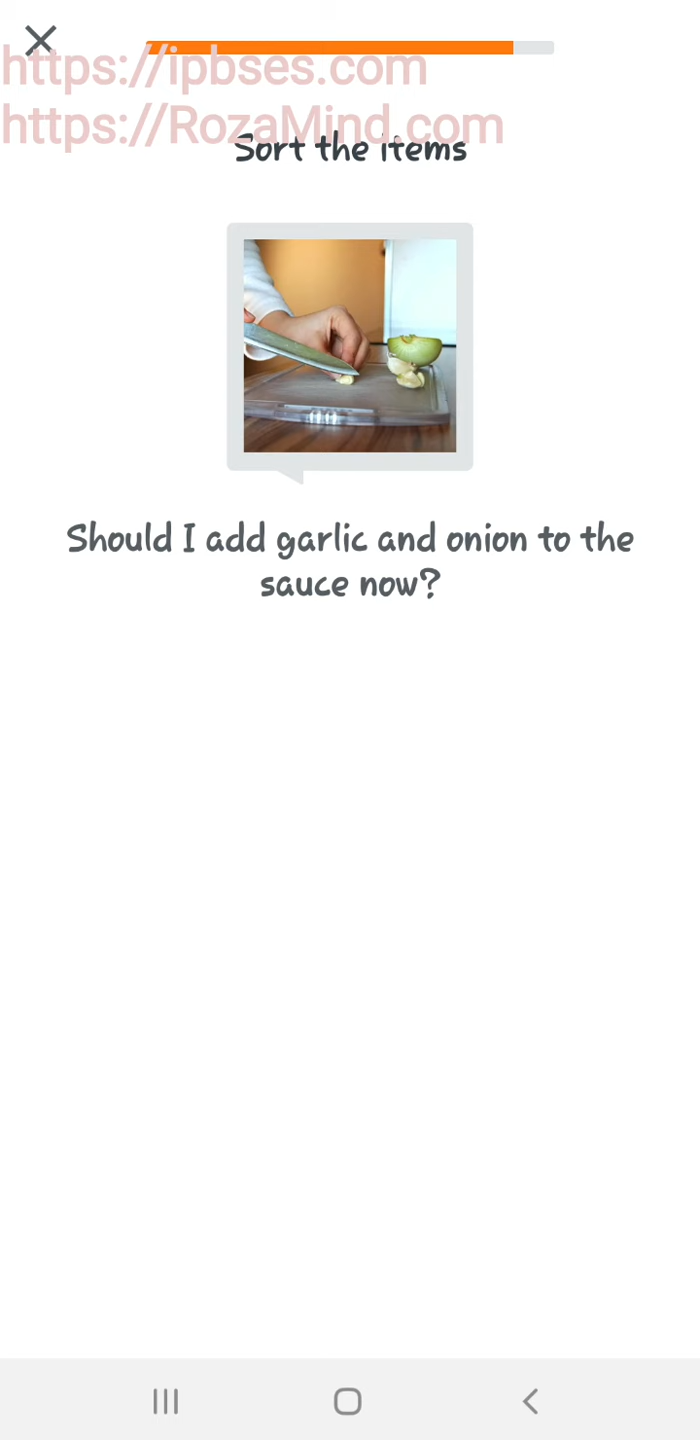 https://ipbses.com
https://RozaMind.com
Sort the items
Should I add garlic and onion to the
sauce now?